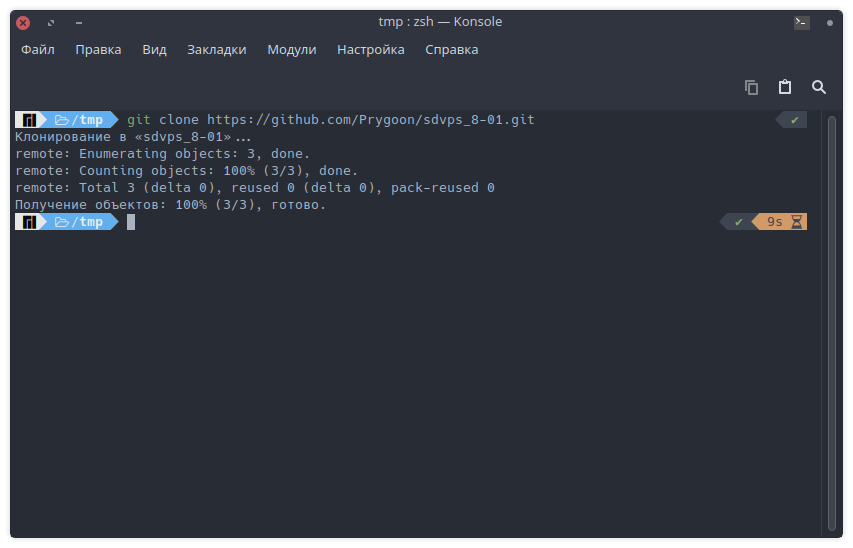 tmp : zsh — Konsole
Файл Правка Вид Закладки Модули Настройка Справка
/tmp git clone https://github.com/Prygoon/sdvps_8-01.git ✔
Клонирование в «sdvps_8-01»...
remote: Enumerating objects: 3, done.
remote: Counting objects: 100% (3/3), done.
remote: Total 3 (delta 0), reused 0 (delta 0), pack-reused 0
Получение объектов: 100% (3/3), готово.
/tmp ✔ 9s